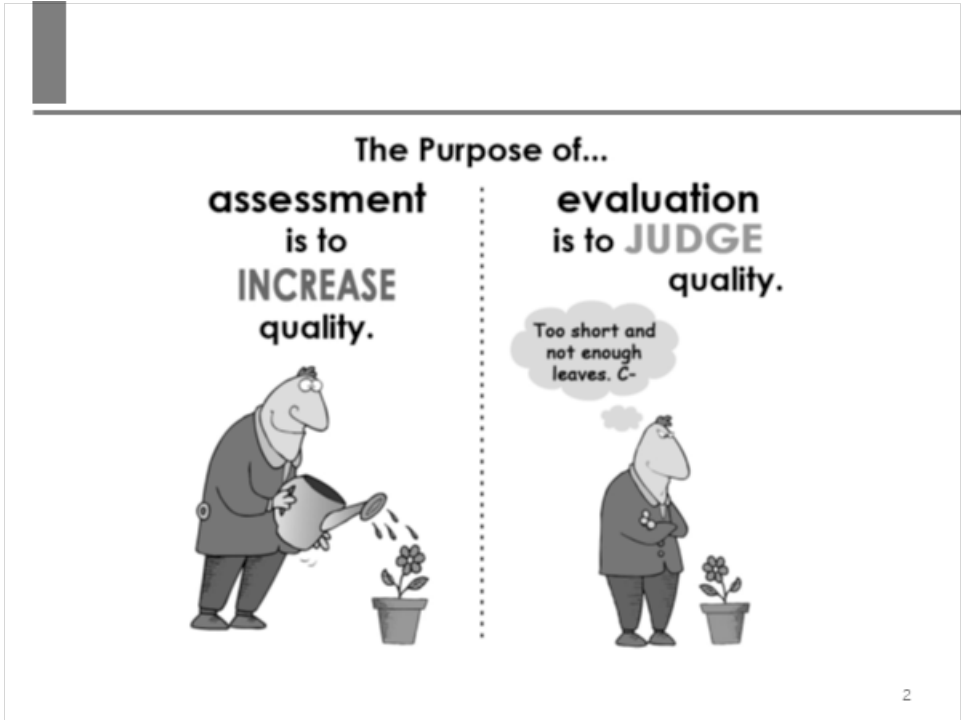 The Purpose of...
assessment
is to
INCREASE
quality.
evaluation
is to JUDGE
quality.
Too short and
not enough
leaves. C-
2